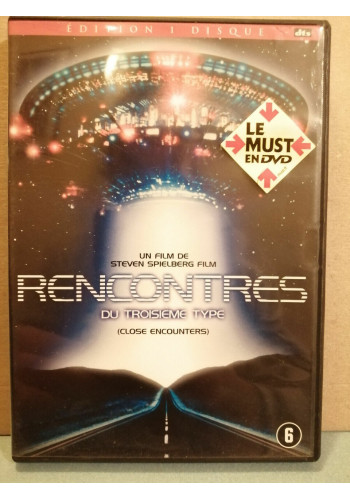 ÉDITION 1 DISQUE
dts
LE
MUST
EN DVD
UN FILM DE
STEVEN SPIELBERG FILM
RENCONTRES
DU TROISIEME TYPE
(CLOSE ENCOUNTERS)
6